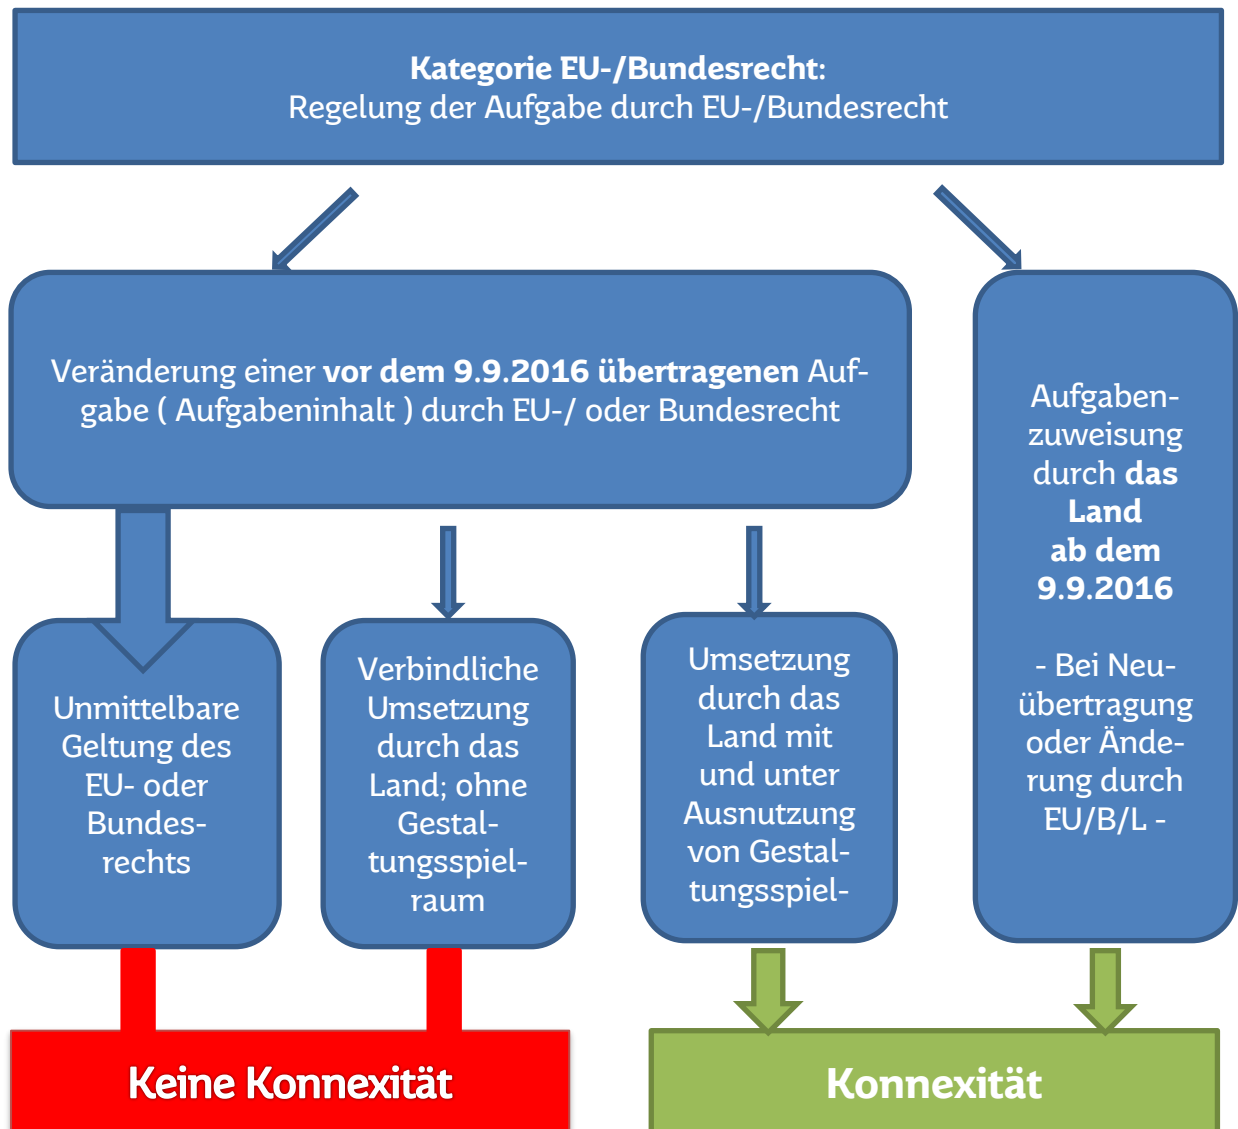 Kategorie EU-/Bundesrecht:
Regelung der Aufgabe durch EU-/Bundesrecht
Veränderung einer vor dem 9.9.2016 übertragenen Auf-
gabe ( Aufgabeninhalt ) durch EU-/ oder Bundesrecht
Aufgaben-
zuweisung
durch das
Land
ab dem
9.9.2016
- Bei Neu-
übertragung
oder Ände-
rung durch
EU/B/L -
Unmittelbare
Geltung des
EU- oder
Bundes-
rechts
Verbindliche
Umsetzung
durch das
Land; ohne
Gestal-
tungsspiel-
raum
Umsetzung
durch das
Land mit
und unter
Ausnutzung
von Gestal-
tungsspiel-
Keine Konnexität
Konnexität